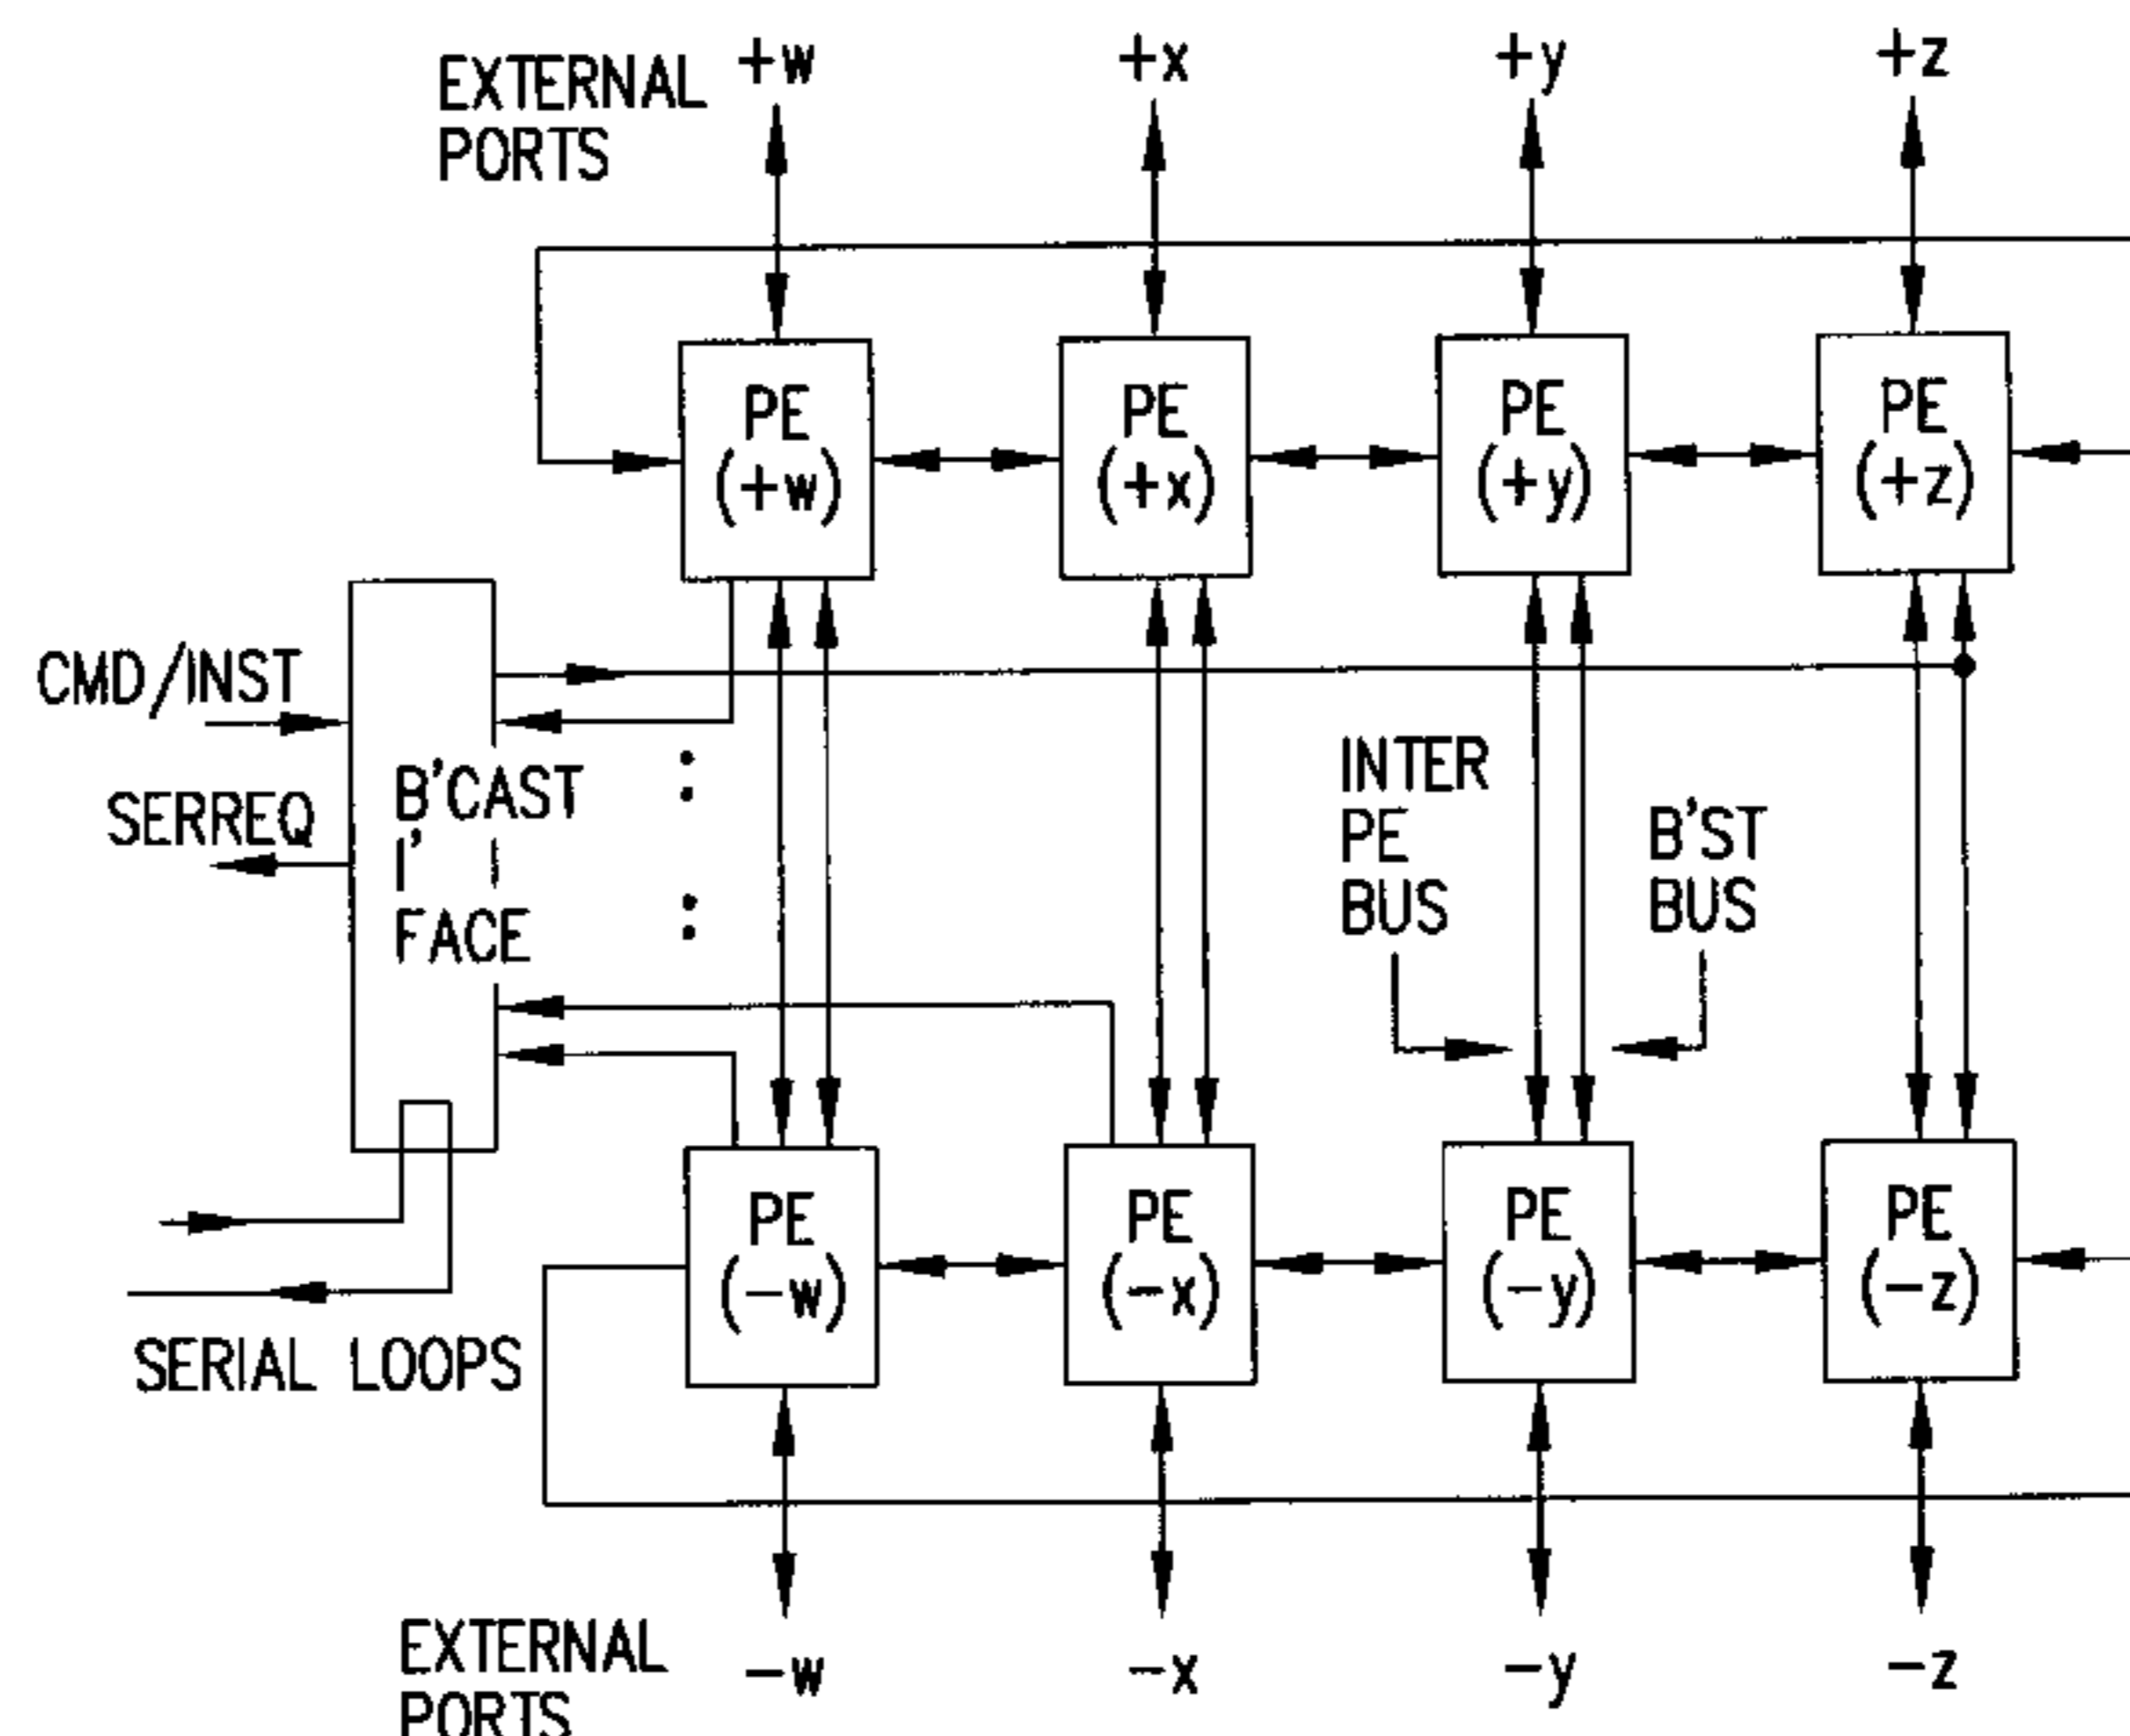 EXTERNAL
PORTS
+w
+x
+y
+z
PE
(+w)
PE
(+x)
PE
(+y)
PE
(+z)
CMD/INST
SERREQ
B'CAST
I'
FACE
:
:
INTER
PE
BUS
B'ST
BUS
PE
(-w)
PE
(-x)
PE
(-y)
PE
(-z)
SERIAL LOOPS
EXTERNAL
PORTS
-w
-x
-y
-z